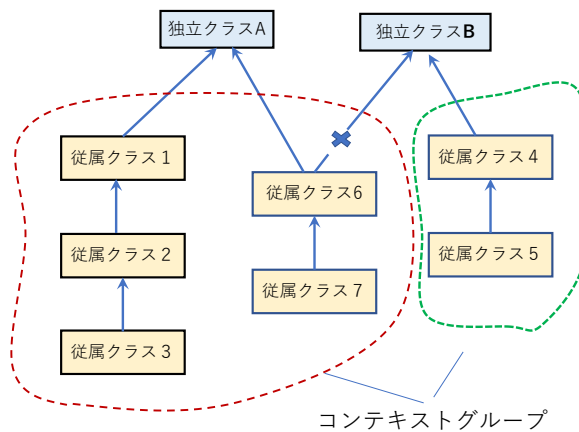 独立クラスA
独立クラスB
従属クラス１
従属クラス４
従属クラス6
従属クラス２
従属クラス５
従属クラス７
従属クラス３
コンテキストグループ